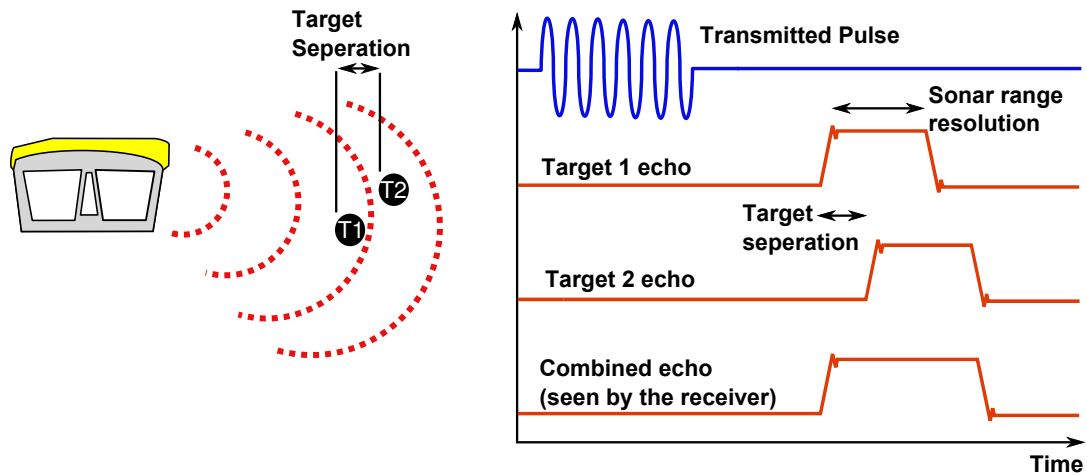 Target
Seperation
T1
T2
Transmitted Pulse
Sonar range
resolution
Target 1 echo
Target
seperation
Target 2 echo
Combined echo
(seen by the receiver)
Time